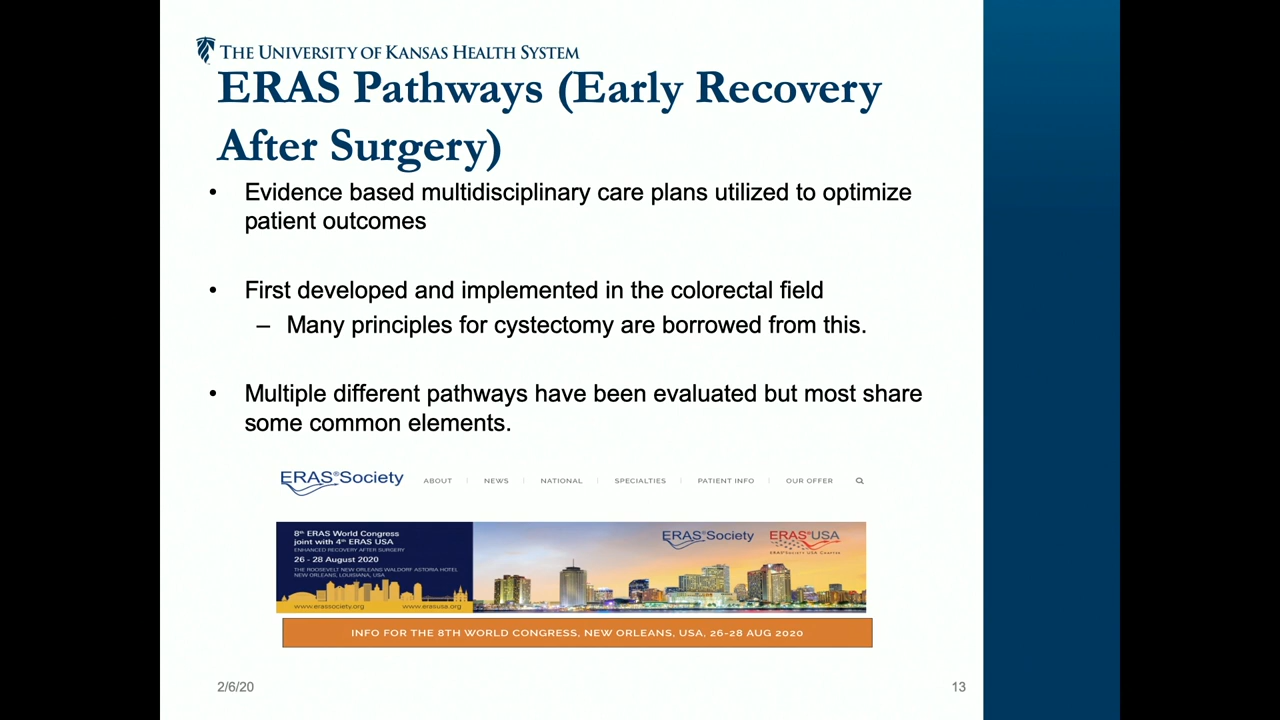 THE UNIVERSITY OF KANSAS HEALTH SYSTEM
ERAS Pathways (Early Recovery
After Surgery)
• Evidence based multidisciplinary care plans utilized to optimize
patient outcomes
• First developed and implemented in the colorectal field
– Many principles for cystectomy are borrowed from this.
• Multiple different pathways have been evaluated but most share
some common elements.
ERAS®Society ABOUT NEWS NATIONAL SPECIALTIES PATIENT INFO OUR OFFER
8th ERAS World Congress
joint with 4th ERAS USA
ENHANCED RECOVERY AFTER SURGERY
26 - 28 August 2020
THE ROOSEVELT NEW ORLEANS WALDORF ASTORIA HOTEL
NEW ORLEANS, LOUISIANA, USA
www.erassociety.org www.erasusa.org
ERAS®Society ERAS®USA
ERAS®Society USA Chapter
INFO FOR THE 8TH WORLD CONGRESS, NEW ORLEANS, USA, 26-28 AUG 2020
2/6/20 13